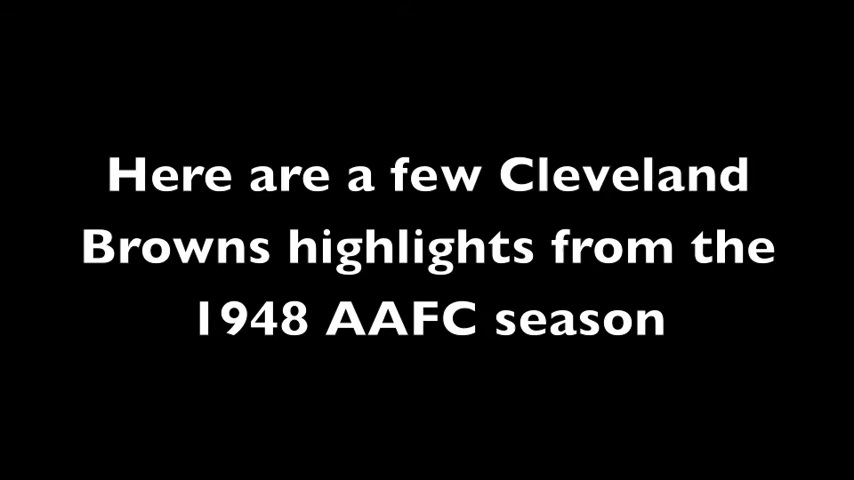 Here are a few Cleveland
Browns highlights from the
1948 AAFC season